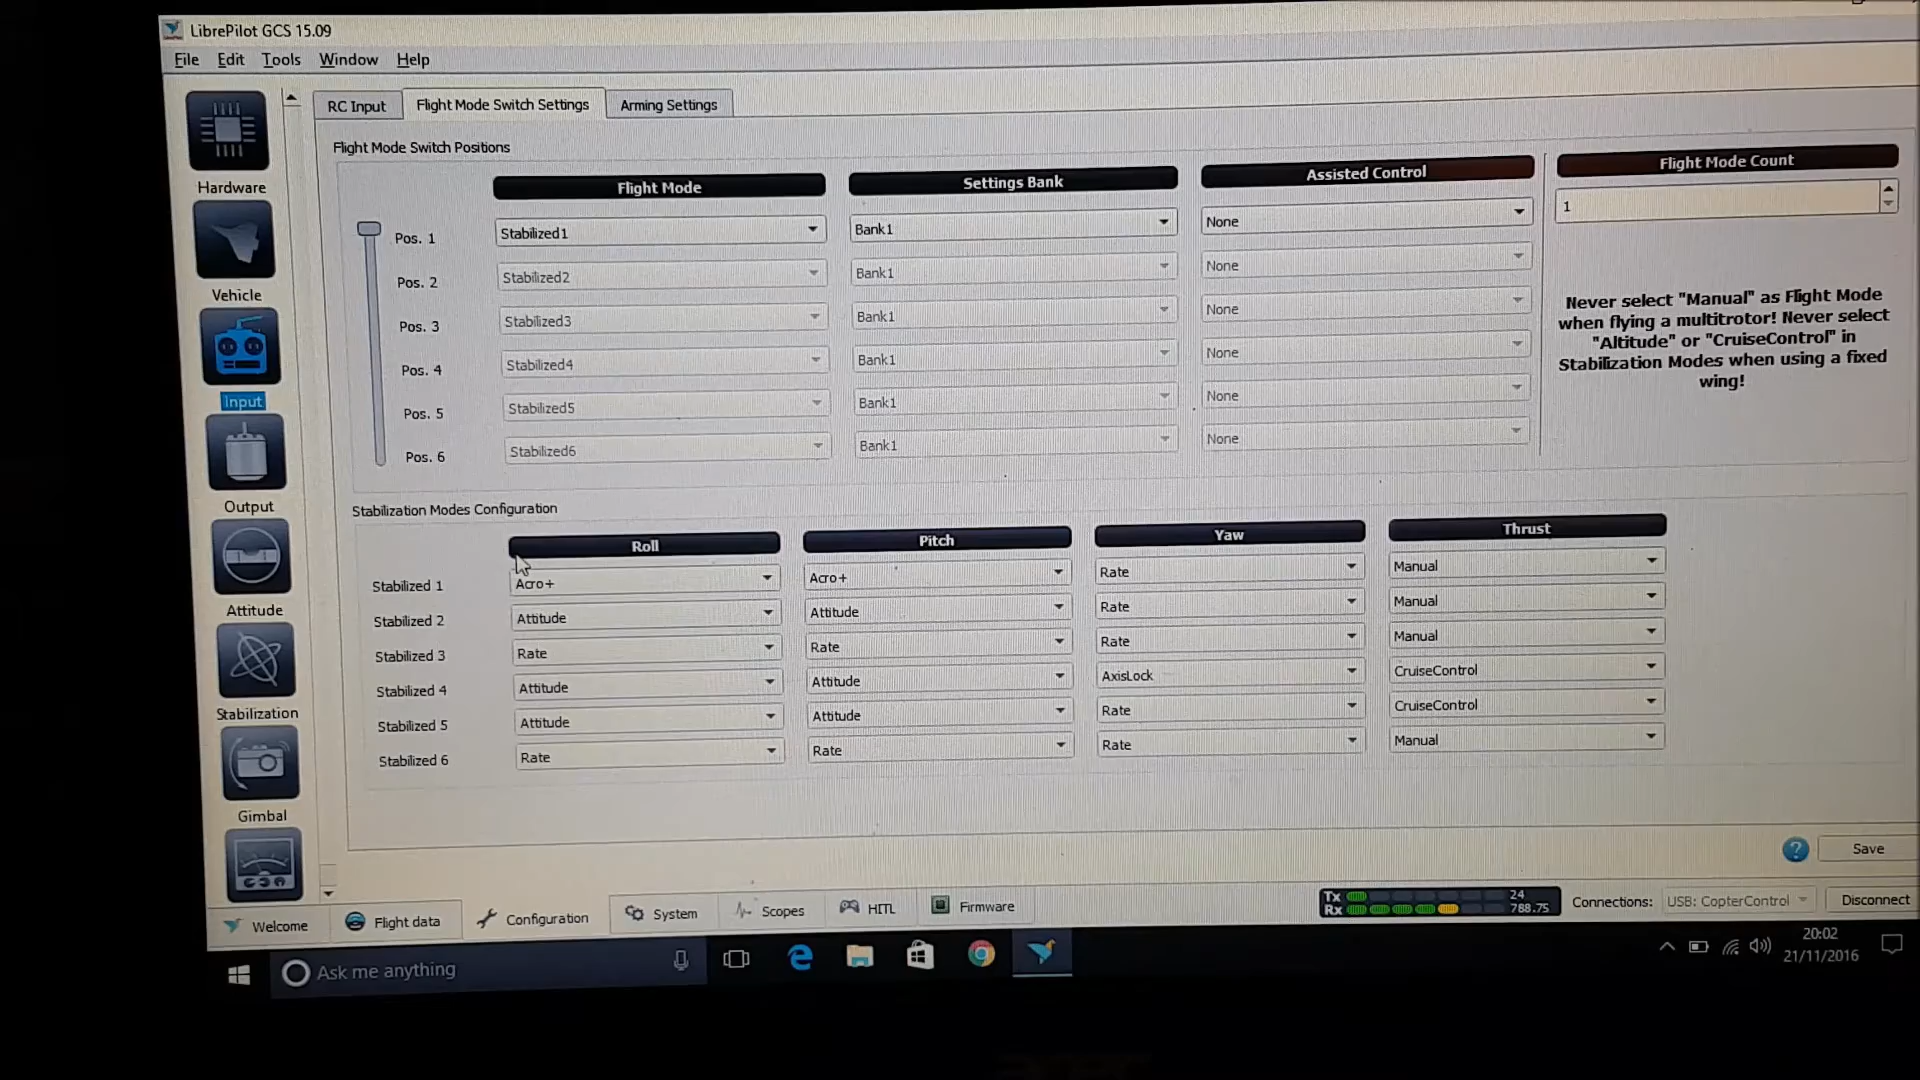 LibrePilot GCS 15.09
File Edit Tools Window Help
RC Input Flight Mode Switch Settings Arming Settings
Flight Mode Switch Positions
Flight Mode Settings Bank Assisted Control Flight Mode Count
Pos. 1 Stabilized1 Bank1 None 1
Pos. 2 Stabilized2 Bank1 None
Pos. 3 Stabilized3 Bank1 None
Pos. 4 Stabilized4 Bank1 None
Pos. 5 Stabilized5 Bank1 None
Pos. 6 Stabilized6 Bank1 None
Never select "Manual" as Flight Mode
when flying a multitrotor! Never select
"Altitude" or "CruiseControl" in
Stabilization Modes when using a fixed
wing!
Stabilization Modes Configuration
Roll Pitch Yaw Thrust
Stabilized 1 Acro+ Acro+ Rate Manual
Stabilized 2 Attitude Attitude Rate Manual
Stabilized 3 Rate Rate Rate Manual
Stabilized 4 Attitude Attitude AxisLock CruiseControl
Stabilized 5 Attitude Attitude Rate CruiseControl
Stabilized 6 Rate Rate Rate Manual
Hardware
Vehicle
Input
Output
Attitude
Stabilization
Gimbal
? Save
Welcome Flight data Configuration System Scopes HITL Firmware
Tx 24
Rx 788.75
Connections: USB: CopterControl Disconnect
Ask me anything
20:02
21/11/2016